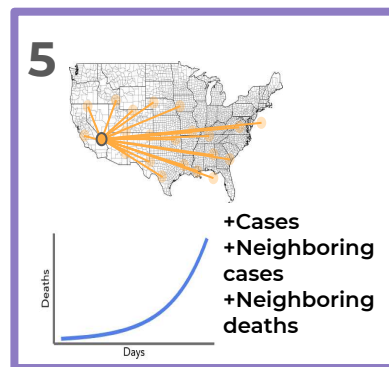 5
+Cases
+Neighboring
cases
+Neighboring
deaths
Deaths
Days